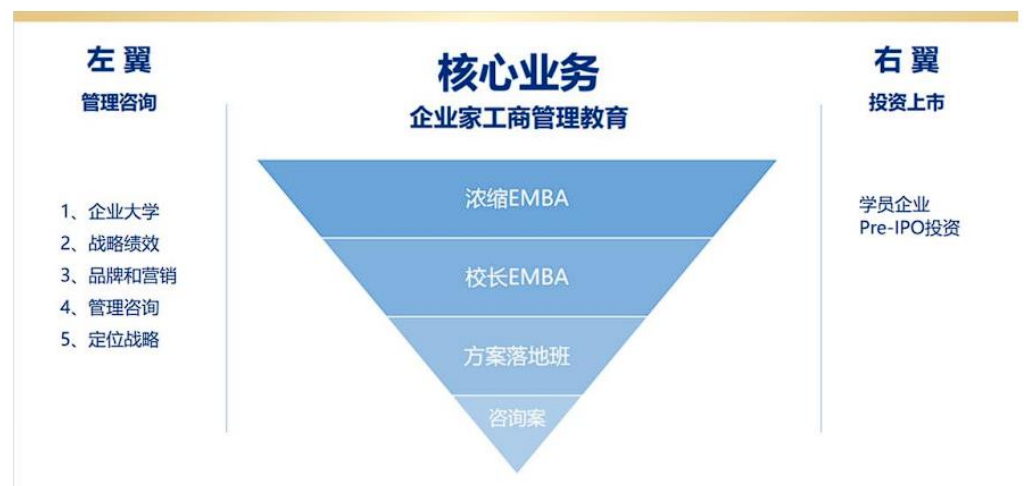 左翼
管理咨询
1、企业大学
2、战略绩效
3、品牌和营销
4、管理咨询
5、定位战略
核心业务
企业家工商管理教育
浓缩EMBA
校长EMBA
方案落地班
咨询案
右翼
投资上市
学员企业
Pre-IPO投资